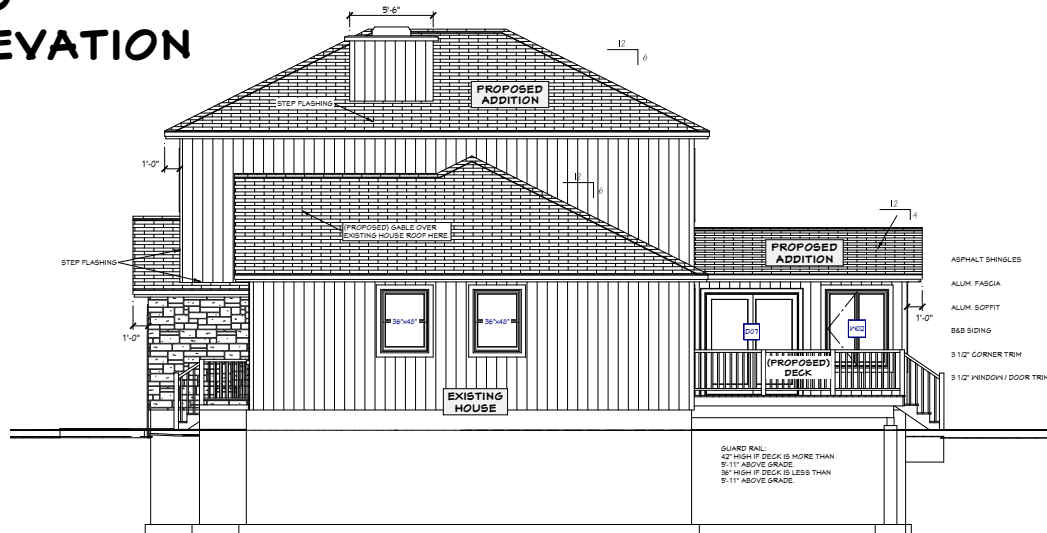 EVATION
5'-6"
12
6
PROPOSED
ADDITION
STEP FLASHING
1'-0"
12
6
12
4
(PROPOSED) GABLE OVER
EXISTING HOUSE ROOF HERE.
PROPOSED
ADDITION
STEP FLASHING
ASPHALT SHINGLES
ALUM. FASCIA
ALUM. SOFFIT
B&B SIDING
3 1/2" CORNER TRIM
3 1/2" WINDOW / DOOR TRIM
1'-0"
1'-0"
36"x48"
36"x48"
D07
W02
(PROPOSED)
DECK
EXISTING
HOUSE
GUARD RAIL:
42" HIGH IF DECK IS MORE THAN
5'-11" ABOVE GRADE.
36" HIGH IF DECK IS LESS THAN
5'-11" ABOVE GRADE.